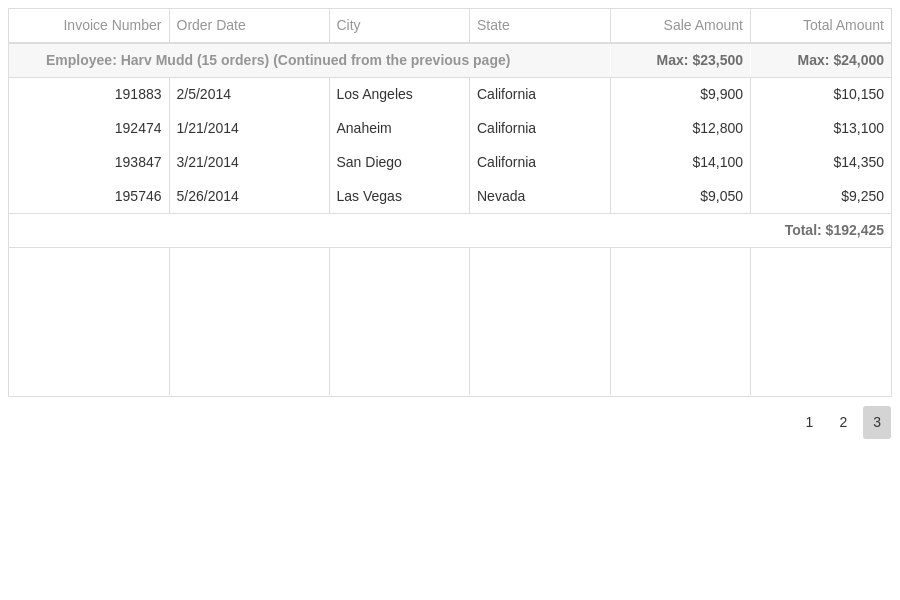 Invoice Number Order Date City State Sale Amount Total Amount
Employee: Harv Mudd (15 orders) (Continued from the previous page) Max: $23,500 Max: $24,000
191883 2/5/2014 Los Angeles California $9,900 $10,150
192474 1/21/2014 Anaheim California $12,800 $13,100
193847 3/21/2014 San Diego California $14,100 $14,350
195746 5/26/2014 Las Vegas Nevada $9,050 $9,250
Total: $192,425
1 2 3